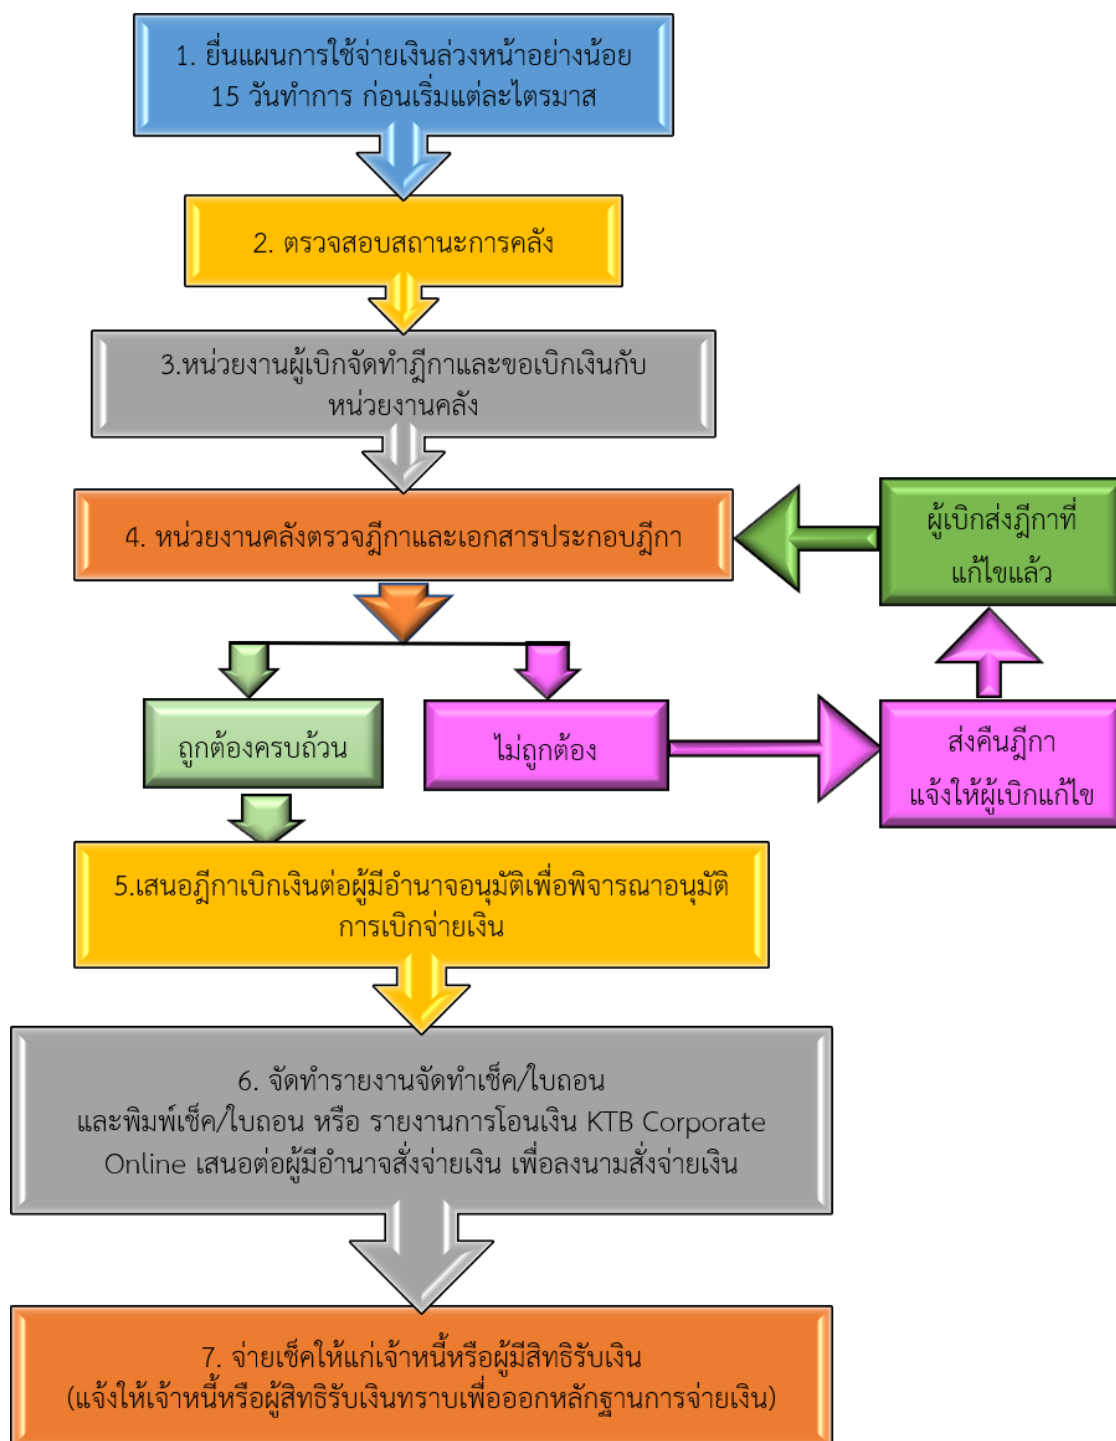 1. ยื่นแผนการใช้จ่ายเงินล่วงหน้าอย่างน้อย
15 วันทำการ ก่อนเริ่มแต่ละไตรมาส
2. ตรวจสอบสถานะการคลัง
3.หน่วยงานผู้เบิกจัดทำฎีกาและขอเบิกเงินกับ
หน่วยงานคลัง
4. หน่วยงานคลังตรวจฎีกาและเอกสารประกอบฎีกา
ผู้เบิกส่งฎีกาที่
แก้ไขแล้ว
ถูกต้องครบถ้วน
ไม่ถูกต้อง
ส่งคืนฎีกา
แจ้งให้ผู้เบิกแก้ไข
5.เสนอฎีกาเบิกเงินต่อผู้มีอำนาจอนุมัติเพื่อพิจารณาอนุมัติ
การเบิกจ่ายเงิน
6. จัดทำรายงานจัดทำเช็ค/ใบถอน
และพิมพ์เช็ค/ใบถอน หรือ รายงานการโอนเงิน KTB Corporate
Online เสนอต่อผู้มีอำนาจสั่งจ่ายเงิน เพื่อลงนามสั่งจ่ายเงิน
7. จ่ายเช็คให้แก่เจ้าหนี้หรือผู้มีสิทธิรับเงิน
(แจ้งให้เจ้าหนี้หรือผู้สิทธิรับเงินทราบเพื่อออกหลักฐานการจ่ายเงิน)